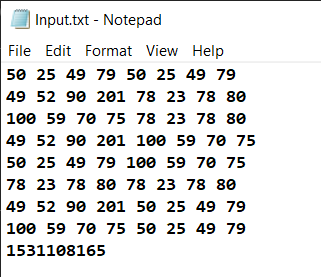 Input.txt - Notepad
File Edit Format View Help
50 25 49 79 50 25 49 79
49 52 90 201 78 23 78 80
100 59 70 75 78 23 78 80
49 52 90 201 100 59 70 75
50 25 49 79 100 59 70 75
78 23 78 80 78 23 78 80
49 52 90 201 50 25 49 79
100 59 70 75 50 25 49 79
1531108165